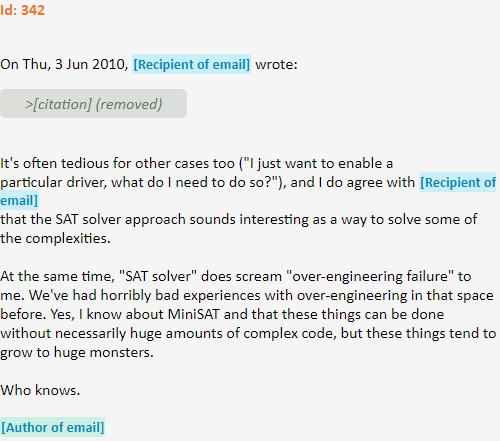 Id: 342
On Thu, 3 Jun 2010, [Recipient of email] wrote:
>[citation] (removed)
It's often tedious for other cases too ("I just want to enable a
particular driver, what do I need to do so?"), and I do agree with [Recipient of
email]
that the SAT solver approach sounds interesting as a way to solve some of
the complexities.
At the same time, "SAT solver" does scream "over-engineering failure" to
me. We've had horribly bad experiences with over-engineering in that space
before. Yes, I know about MiniSAT and that these things can be done
without necessarily huge amounts of complex code, but these things tend to
grow to huge monsters.
Who knows.
[Author of email]